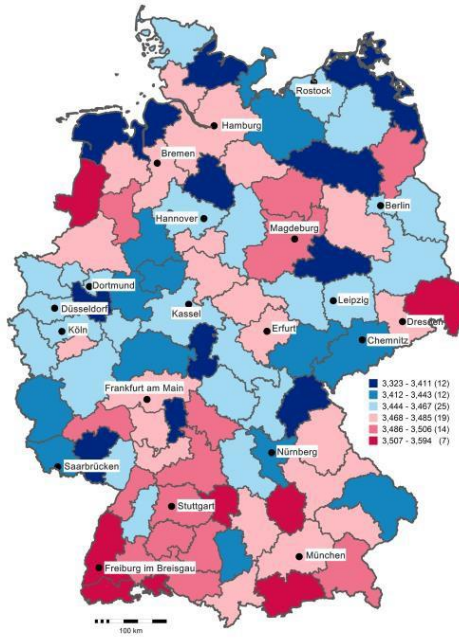 Rostock
Hamburg
Bremen
Berlin
Hannover
Magdeburg
Dortmund
Düsseldorf
Kassel
Leipzig
Köln
Erfurt
Dresden
Chemnitz
Frankfurt am Main
3,323 - 3,411 (12)
3,412 - 3,443 (12)
3,444 - 3,467 (25)
3,468 - 3,485 (19)
3,486 - 3,506 (14)
3,507 - 3,594 (7)
Nürnberg
Saarbrücken
Stuttgart
München
Freiburg im Breisgau
100 km